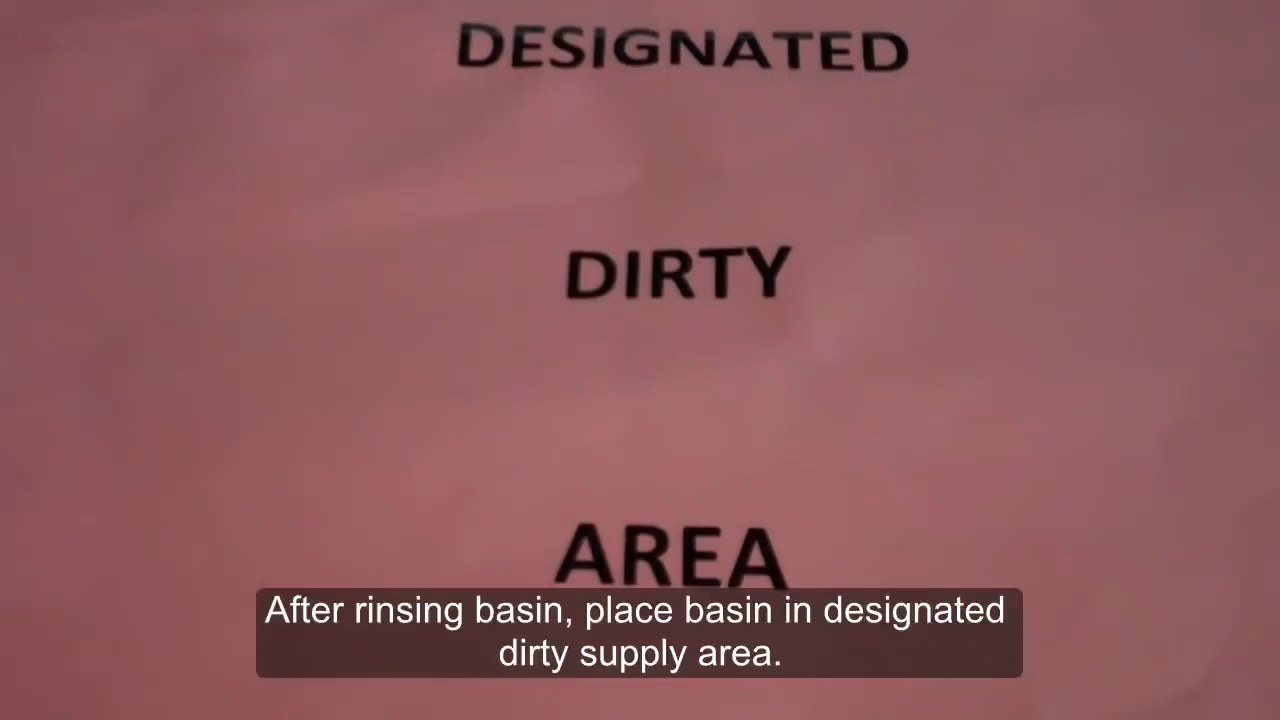 DESIGNATED
DIRTY
AREA
After rinsing basin, place basin in designated
dirty supply area.